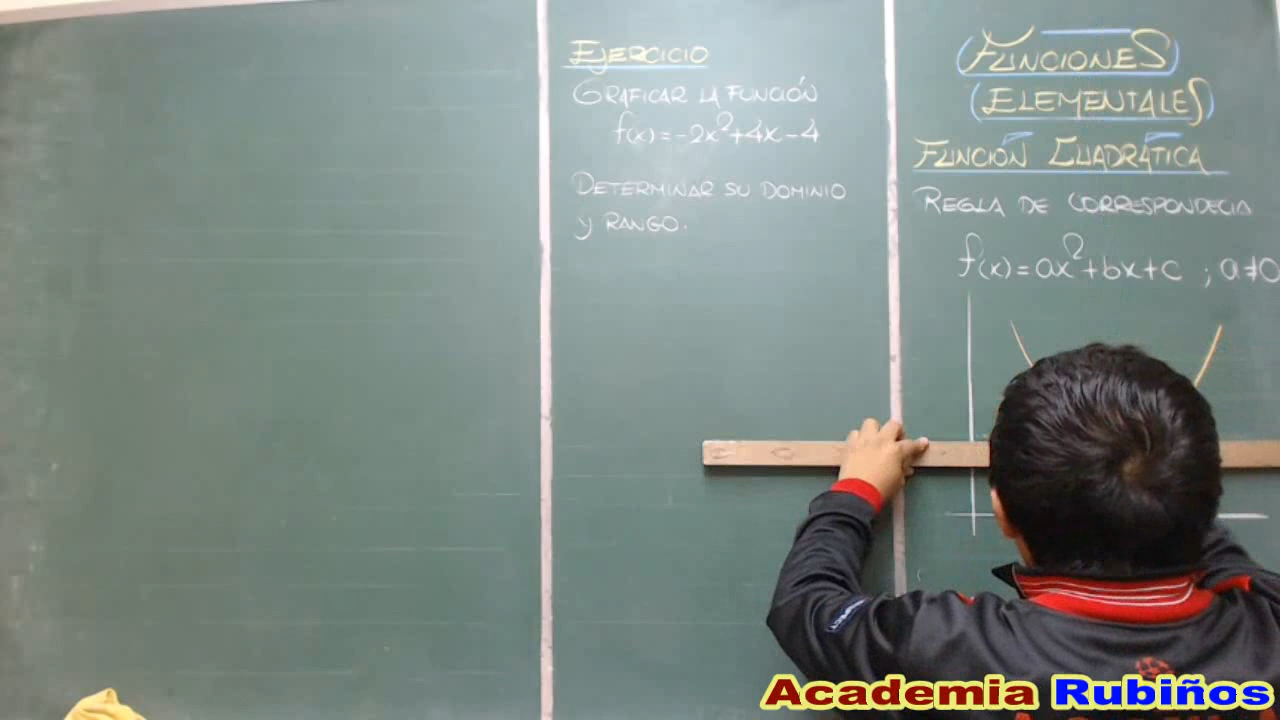 EJERCICIO
GRAFICAR LA FUNCIÓN
f(x)=-2x²+4x-4
DETERMINAR SU DOMINIO
Y RANGO.
FUNCIONES
ELEMENTALES
FUNCIÓN CUADRÁTICA
REGLA DE CORRESPONDECIA
f(x)=ax²+bx+c ; a≠0
Academia Rubiños